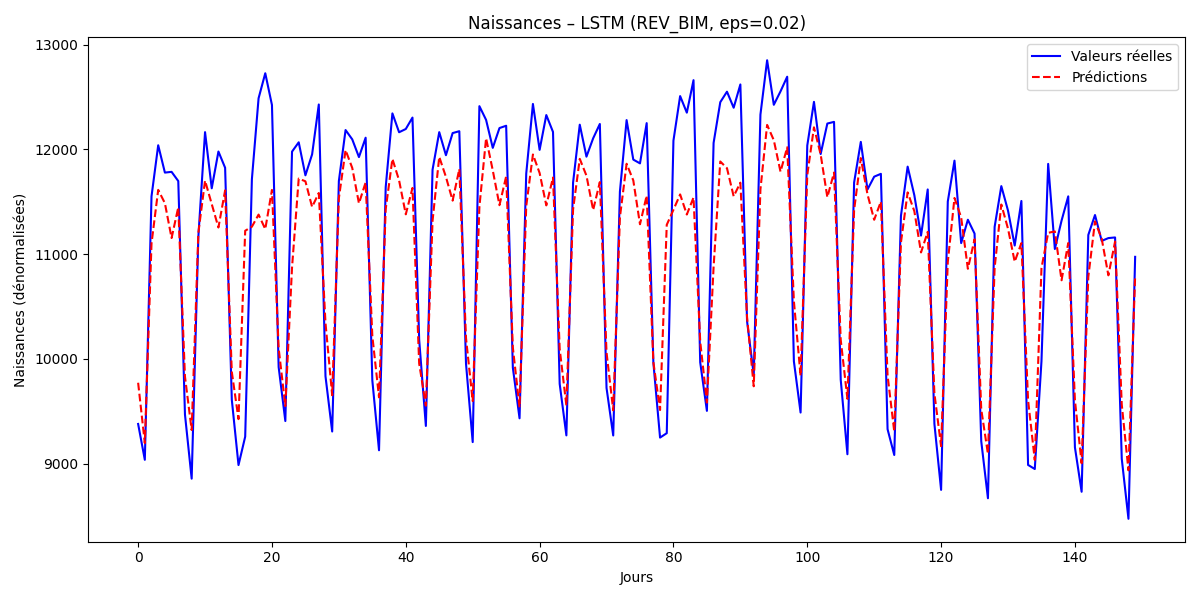 Naissances – LSTM (REV_BIM, eps=0.02)
Valeurs réelles
Prédictions
Naissances (dénormalisées)
13000
12000
11000
10000
9000
0 20 40 60 80 100 120 140
Jours